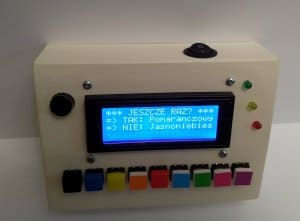 *** JESZCZE RAZ? ***
=> TAK: Pomaranczowy
=> NIE: Jasnoniebies